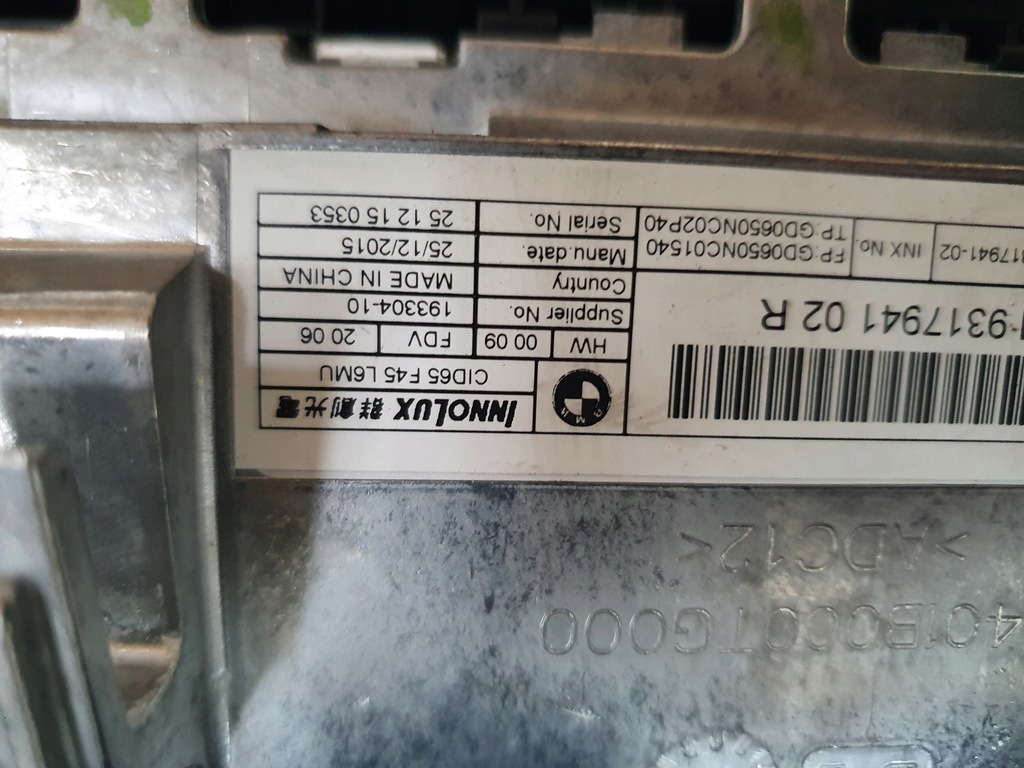 >ADC12<
BMW
INNOLUX 群創光電
CID65 F45 L6MU
HW 00 09 FDV 20 06
9317941 02 R
Supplier No. 193304-10
Country MADE IN CHINA
317941-02 INX No FP:GD0650NC01540
TP:GD0650NC02P40
Manu.date. 25/12/2015
Serial No. 25 12 15 0353